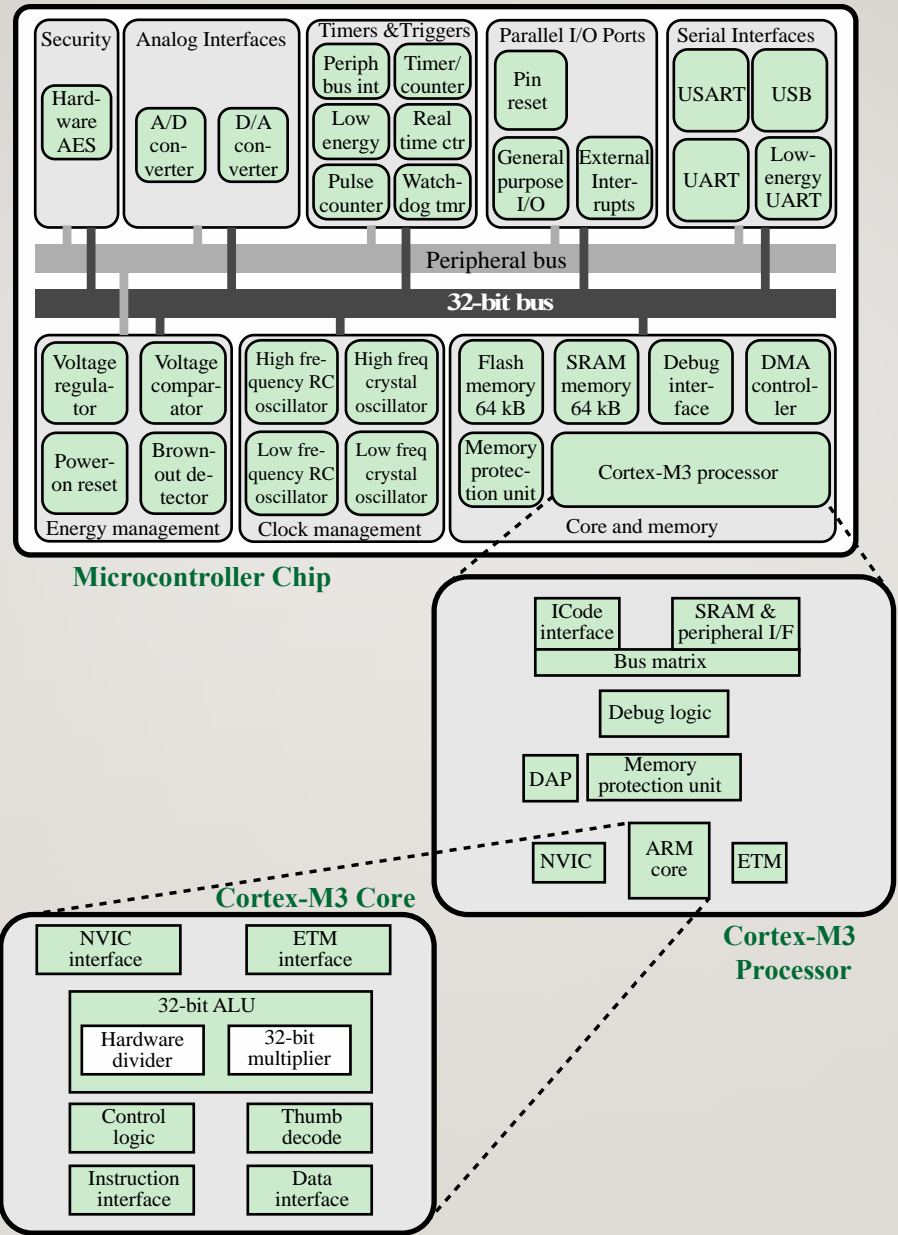 Security
Analog Interfaces
Timers &Triggers
Parallel I/O Ports
Serial Interfaces
Hard-
ware
AES
A/D
con-
verter
D/A
con-
verter
Periph
bus int
Timer/
counter
Low
energy
Real
time ctr
Pulse
counter
Watch-
dog tmr
Pin
reset
General
purpose
I/O
External
Inter-
rupts
USART
USB
UART
Low-
energy
UART
Peripheral bus
32-bit bus
Voltage
regula-
tor
Voltage
compar-
ator
Power-
on reset
Brown-
out de-
tector
Energy management
High fre-
quency RC
oscillator
High freq
crystal
oscillator
Low fre-
quency RC
oscillator
Low freq
crystal
oscillator
Clock management
Flash
memory
64 kB
SRAM
memory
64 kB
Debug
inter-
face
DMA
control-
ler
Memory
protec-
tion unit
Cortex-M3 processor
Core and memory
Microcontroller Chip
ICode
interface
SRAM &
peripheral I/F
Bus matrix
Debug logic
DAP
Memory
protection unit
NVIC
ARM
core
ETM
Cortex-M3
Processor
Cortex-M3 Core
NVIC
interface
ETM
interface
32-bit ALU
Hardware
divider
32-bit
multiplier
Control
logic
Thumb
decode
Instruction
interface
Data
interface